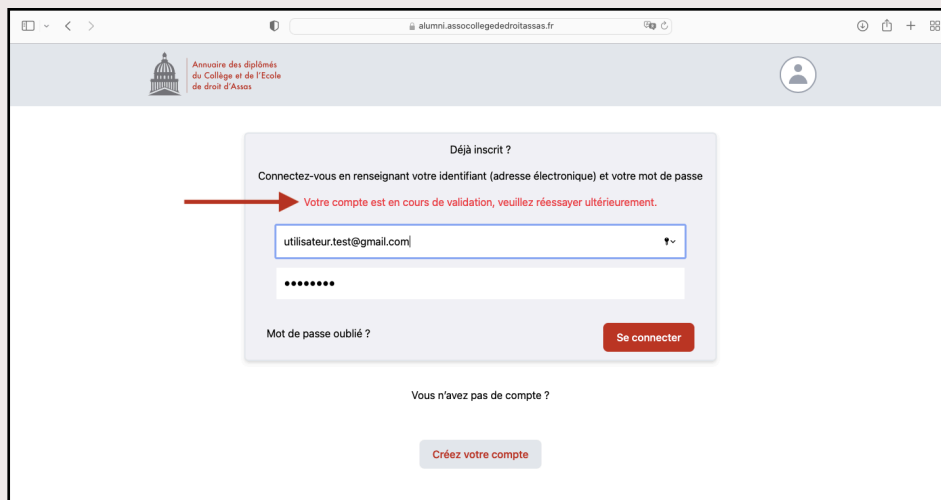 alumni.assocollegededroitassas.fr
Annuaire des diplômés
du Collège et de l'Ecole
de droit d'Assas
Déjà inscrit ?
Connectez-vous en renseignant votre identifiant (adresse électronique) et votre mot de passe
Votre compte est en cours de validation, veuillez réessayer ultérieurement.
utilisateur.test@gmail.com
••••••••
Mot de passe oublié ?
Se connecter
Vous n'avez pas de compte ?
Créez votre compte